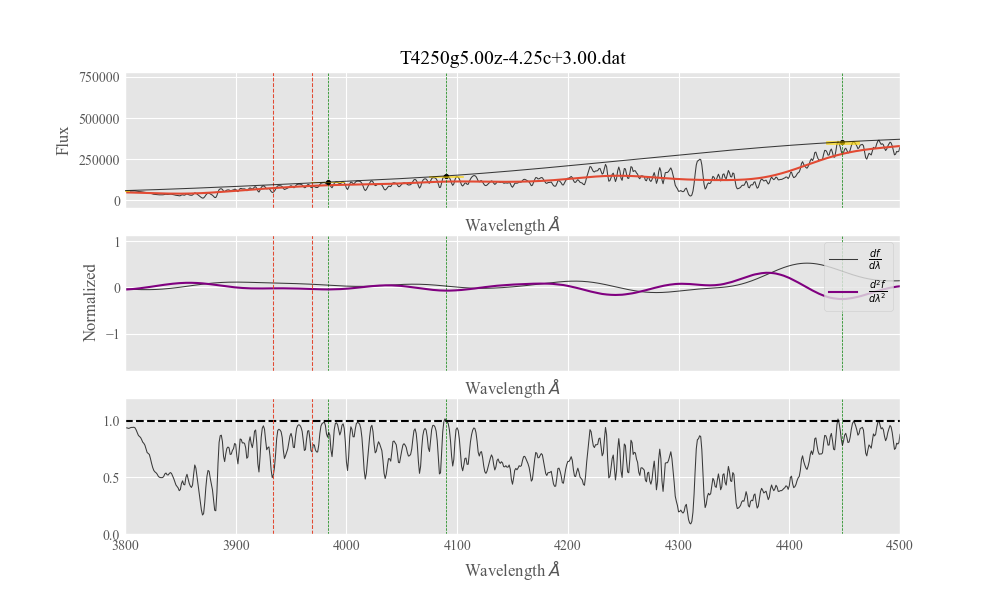 T4250g5.00z-4.25c+3.00.dat
750000
500000
250000
0
Flux
Wavelength Å
1
0
−1
Normalized
df
dλ
d²f
dλ²
Wavelength Å
1.0
0.5
0.0
3800 3900 4000 4100 4200 4300 4400 4500
Wavelength Å